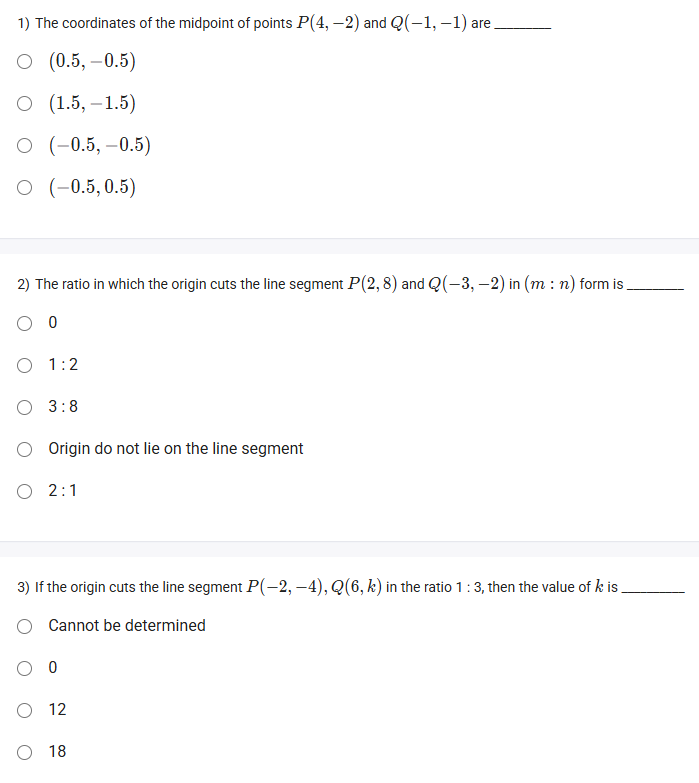 1) The coordinates of the midpoint of points P(4, −2) and Q(−1, −1) are ________
(0.5, −0.5)
(1.5, −1.5)
(−0.5, −0.5)
(−0.5, 0.5)
2) The ratio in which the origin cuts the line segment P(2, 8) and Q(−3, −2) in (m : n) form is ________
0
1 : 2
3 : 8
Origin do not lie on the line segment
2 : 1
3) If the origin cuts the line segment P(−2, −4), Q(6, k) in the ratio 1 : 3, then the value of k is ________
Cannot be determined
0
12
18